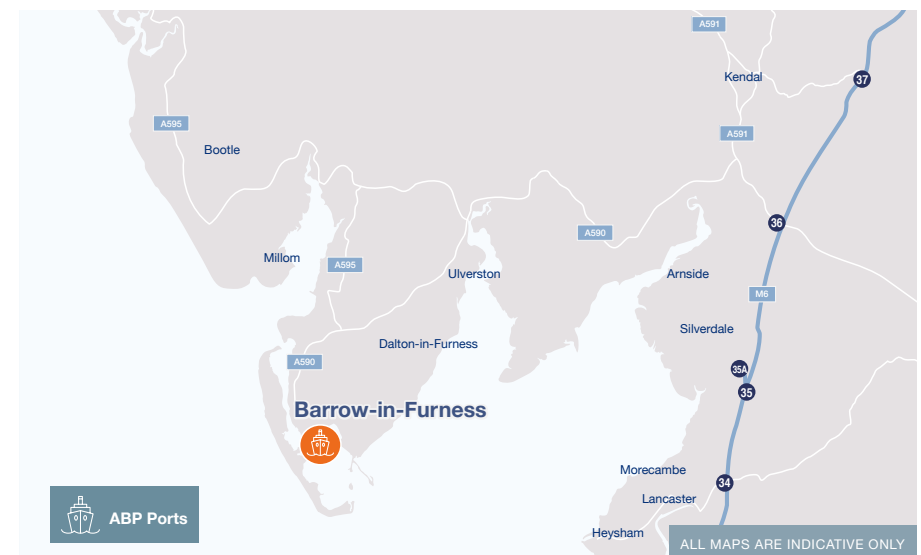 A591
Kendal
37
A595
A591
Bootle
36
A590
Millom
A595
Ulverston
Arnside
M6
Silverdale
Dalton-in-Furness
A590
35A
35
Barrow-in-Furness
Morecambe
34
Lancaster
ABP Ports
Heysham
ALL MAPS ARE INDICATIVE ONLY